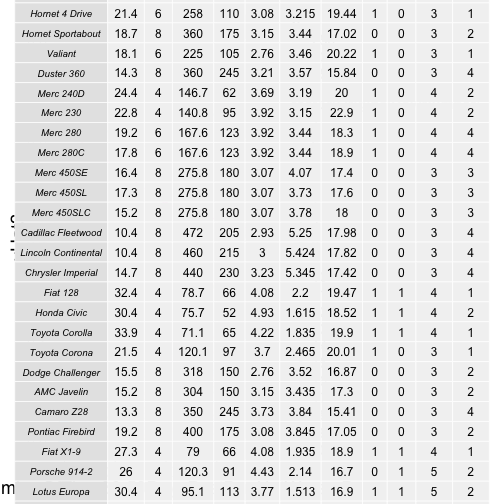 Hornet 4 Drive 21.4 6 258 110 3.08 3.215 19.44 1 0 3 1
Hornet Sportabout 18.7 8 360 175 3.15 3.44 17.02 0 0 3 2
Valiant 18.1 6 225 105 2.76 3.46 20.22 1 0 3 1
Duster 360 14.3 8 360 245 3.21 3.57 15.84 0 0 3 4
Merc 240D 24.4 4 146.7 62 3.69 3.19 20 1 0 4 2
Merc 230 22.8 4 140.8 95 3.92 3.15 22.9 1 0 4 2
Merc 280 19.2 6 167.6 123 3.92 3.44 18.3 1 0 4 4
Merc 280C 17.8 6 167.6 123 3.92 3.44 18.9 1 0 4 4
Merc 450SE 16.4 8 275.8 180 3.07 4.07 17.4 0 0 3 3
Merc 450SL 17.3 8 275.8 180 3.07 3.73 17.6 0 0 3 3
Merc 450SLC 15.2 8 275.8 180 3.07 3.78 18 0 0 3 3
Cadillac Fleetwood 10.4 8 472 205 2.93 5.25 17.98 0 0 3 4
Lincoln Continental 10.4 8 460 215 3 5.424 17.82 0 0 3 4
Chrysler Imperial 14.7 8 440 230 3.23 5.345 17.42 0 0 3 4
Fiat 128 32.4 4 78.7 66 4.08 2.2 19.47 1 1 4 1
Honda Civic 30.4 4 75.7 52 4.93 1.615 18.52 1 1 4 2
Toyota Corolla 33.9 4 71.1 65 4.22 1.835 19.9 1 1 4 1
Toyota Corona 21.5 4 120.1 97 3.7 2.465 20.01 1 0 3 1
Dodge Challenger 15.5 8 318 150 2.76 3.52 16.87 0 0 3 2
AMC Javelin 15.2 8 304 150 3.15 3.435 17.3 0 0 3 2
Camaro Z28 13.3 8 350 245 3.73 3.84 15.41 0 0 3 4
Pontiac Firebird 19.2 8 400 175 3.08 3.845 17.05 0 0 3 2
Fiat X1-9 27.3 4 79 66 4.08 1.935 18.9 1 1 4 1
Porsche 914-2 26 4 120.3 91 4.43 2.14 16.7 0 1 5 2
Lotus Europa 30.4 4 95.1 113 3.77 1.513 16.9 1 1 5 2